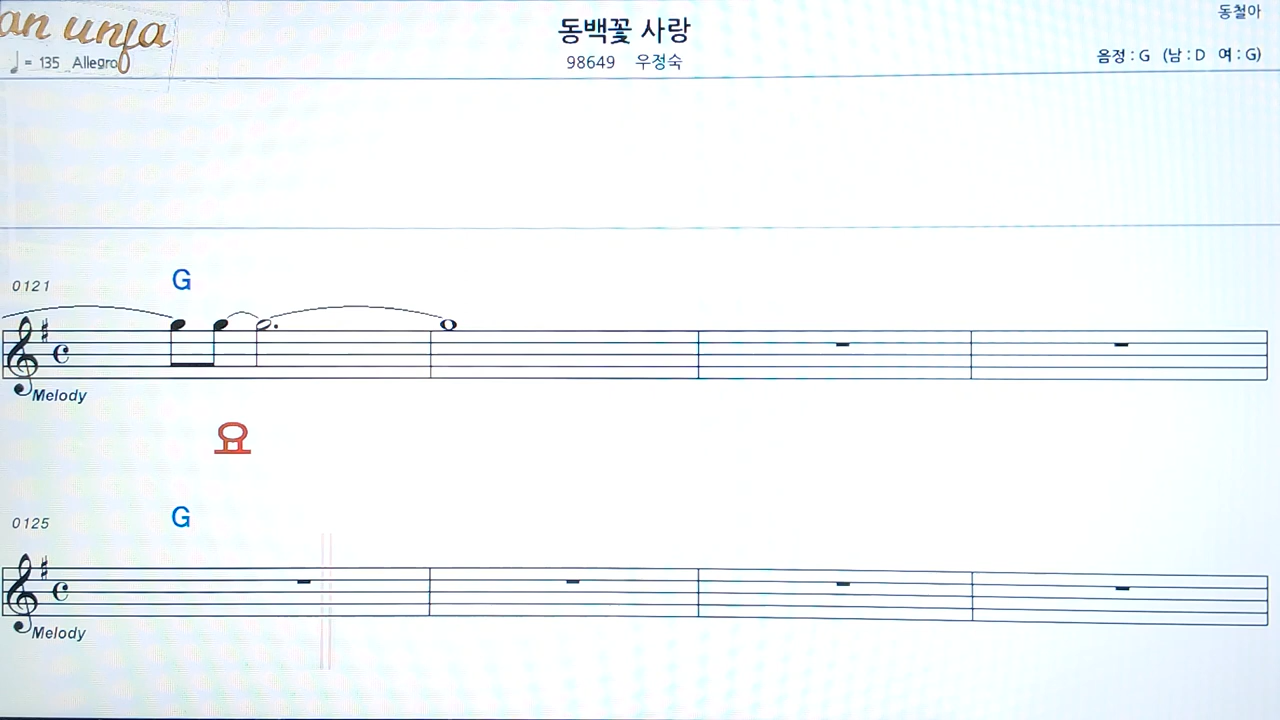 an unfa
동백꽃 사랑
동철아
♩ = 135 Allegro
98649 우정숙
음정 : G (남 : D 여 : G)
0121
G
Melody
요
0125
G
Melody